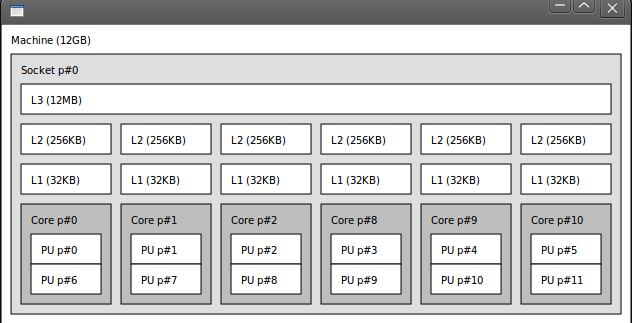 Machine (12GB)
Socket p#0
L3 (12MB)
L2 (256KB) L2 (256KB) L2 (256KB) L2 (256KB) L2 (256KB) L2 (256KB)
L1 (32KB) L1 (32KB) L1 (32KB) L1 (32KB) L1 (32KB) L1 (32KB)
Core p#0 Core p#1 Core p#2 Core p#8 Core p#9 Core p#10
PU p#0 PU p#1 PU p#2 PU p#3 PU p#4 PU p#5
PU p#6 PU p#7 PU p#8 PU p#9 PU p#10 PU p#11